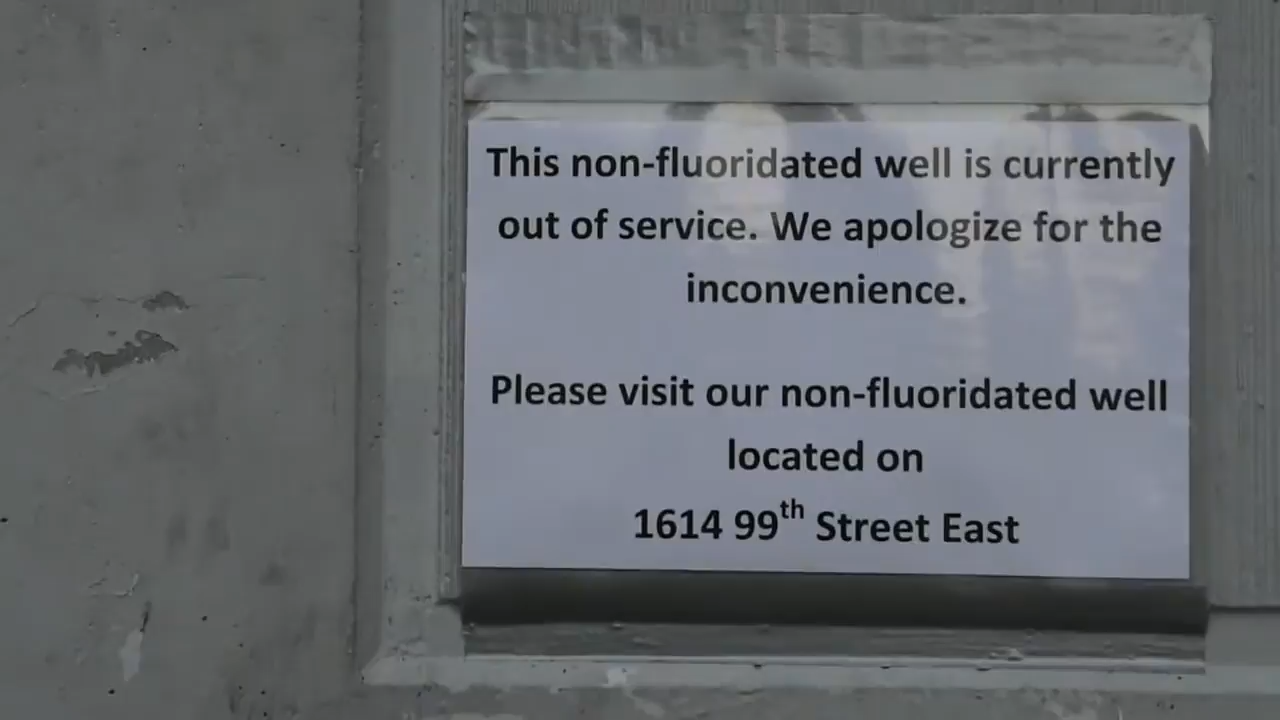 This non-fluoridated well is currently
out of service. We apologize for the
inconvenience.
Please visit our non-fluoridated well
located on
1614 99th Street East